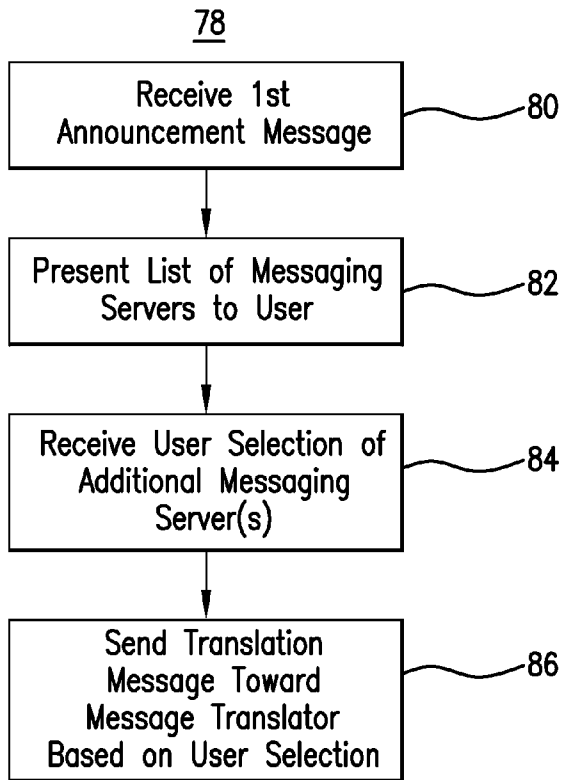 78
Receive 1st
Announcement Message
80
Present List of Messaging
Servers to User
82
Receive User Selection of
Additional Messaging
Server(s)
84
Send Translation
Message Toward
Message Translator
Based on User Selection
86